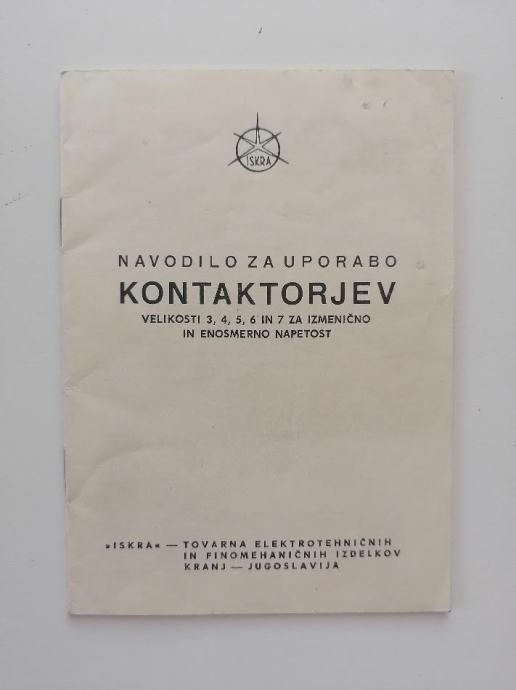 ISKRA
NAVODILO ZA UPORABO
KONTAKTORJEV
VELIKOSTI 3, 4, 5, 6 IN 7 ZA IZMENIČNO
IN ENOSMERNO NAPETOST
»ISKRA« — TOVARNA ELEKTROTEHNIČNIH
IN FINOMEHANIČNIH IZDELKOV
KRANJ — JUGOSLAVIJA